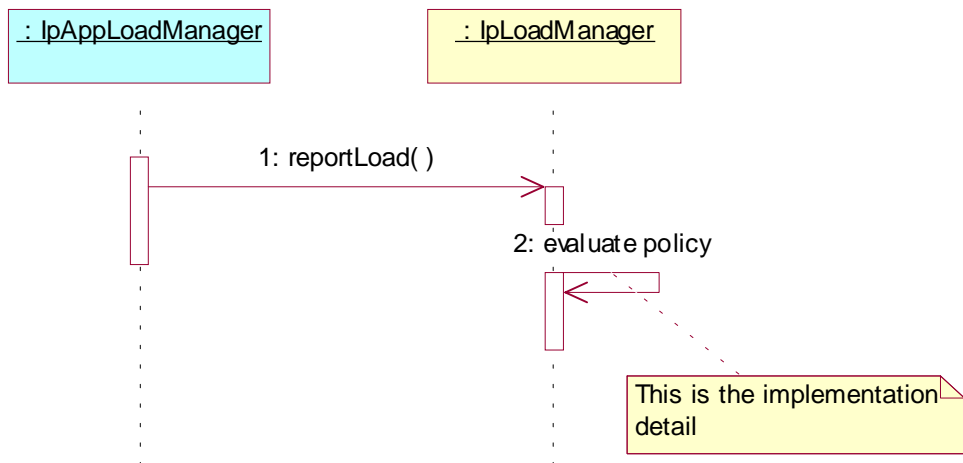 : IpAppLoadManager
: IpLoadManager
1: reportLoad( )
2: evaluate policy
This is the implementation
detail